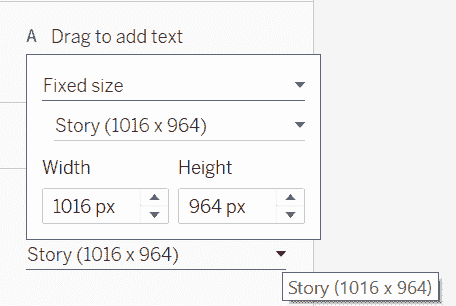 A Drag to add text
Fixed size
Story (1016 x 964)
Width Height
1016 px 964 px
Story (1016 x 964)
Story (1016 x 964)